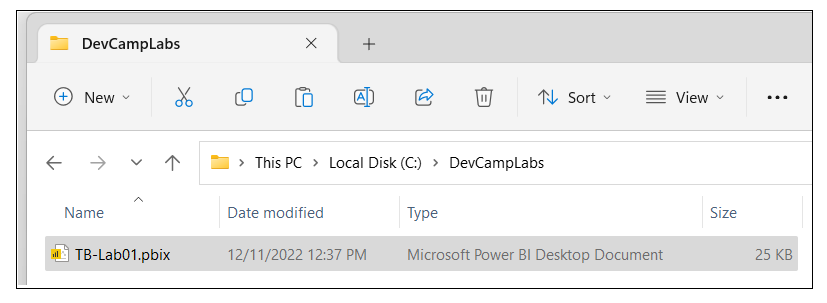 DevCampLabs
New Sort View
This PC Local Disk (C:) DevCampLabs
Name Date modified Type Size
TB-Lab01.pbix 12/11/2022 12:37 PM Microsoft Power BI Desktop Document 25 KB